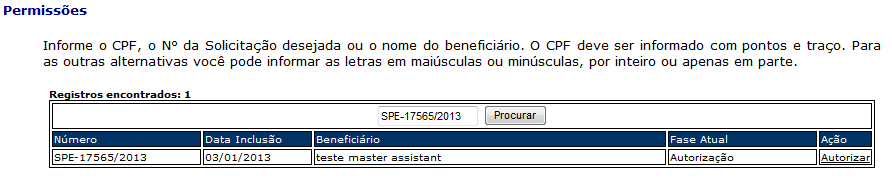 Permissões
Informe o CPF, o N° da Solicitação desejada ou o nome do beneficiário. O CPF deve ser informado com pontos e traço. Para
as outras alternativas você pode informar as letras em maiúsculas ou minúsculas, por inteiro ou apenas em parte.
Registros encontrados: 1
SPE-17565/2013 Procurar
Número Data Inclusão Beneficiário Fase Atual Ação
SPE-17565/2013 03/01/2013 teste master assistant Autorização Autorizar